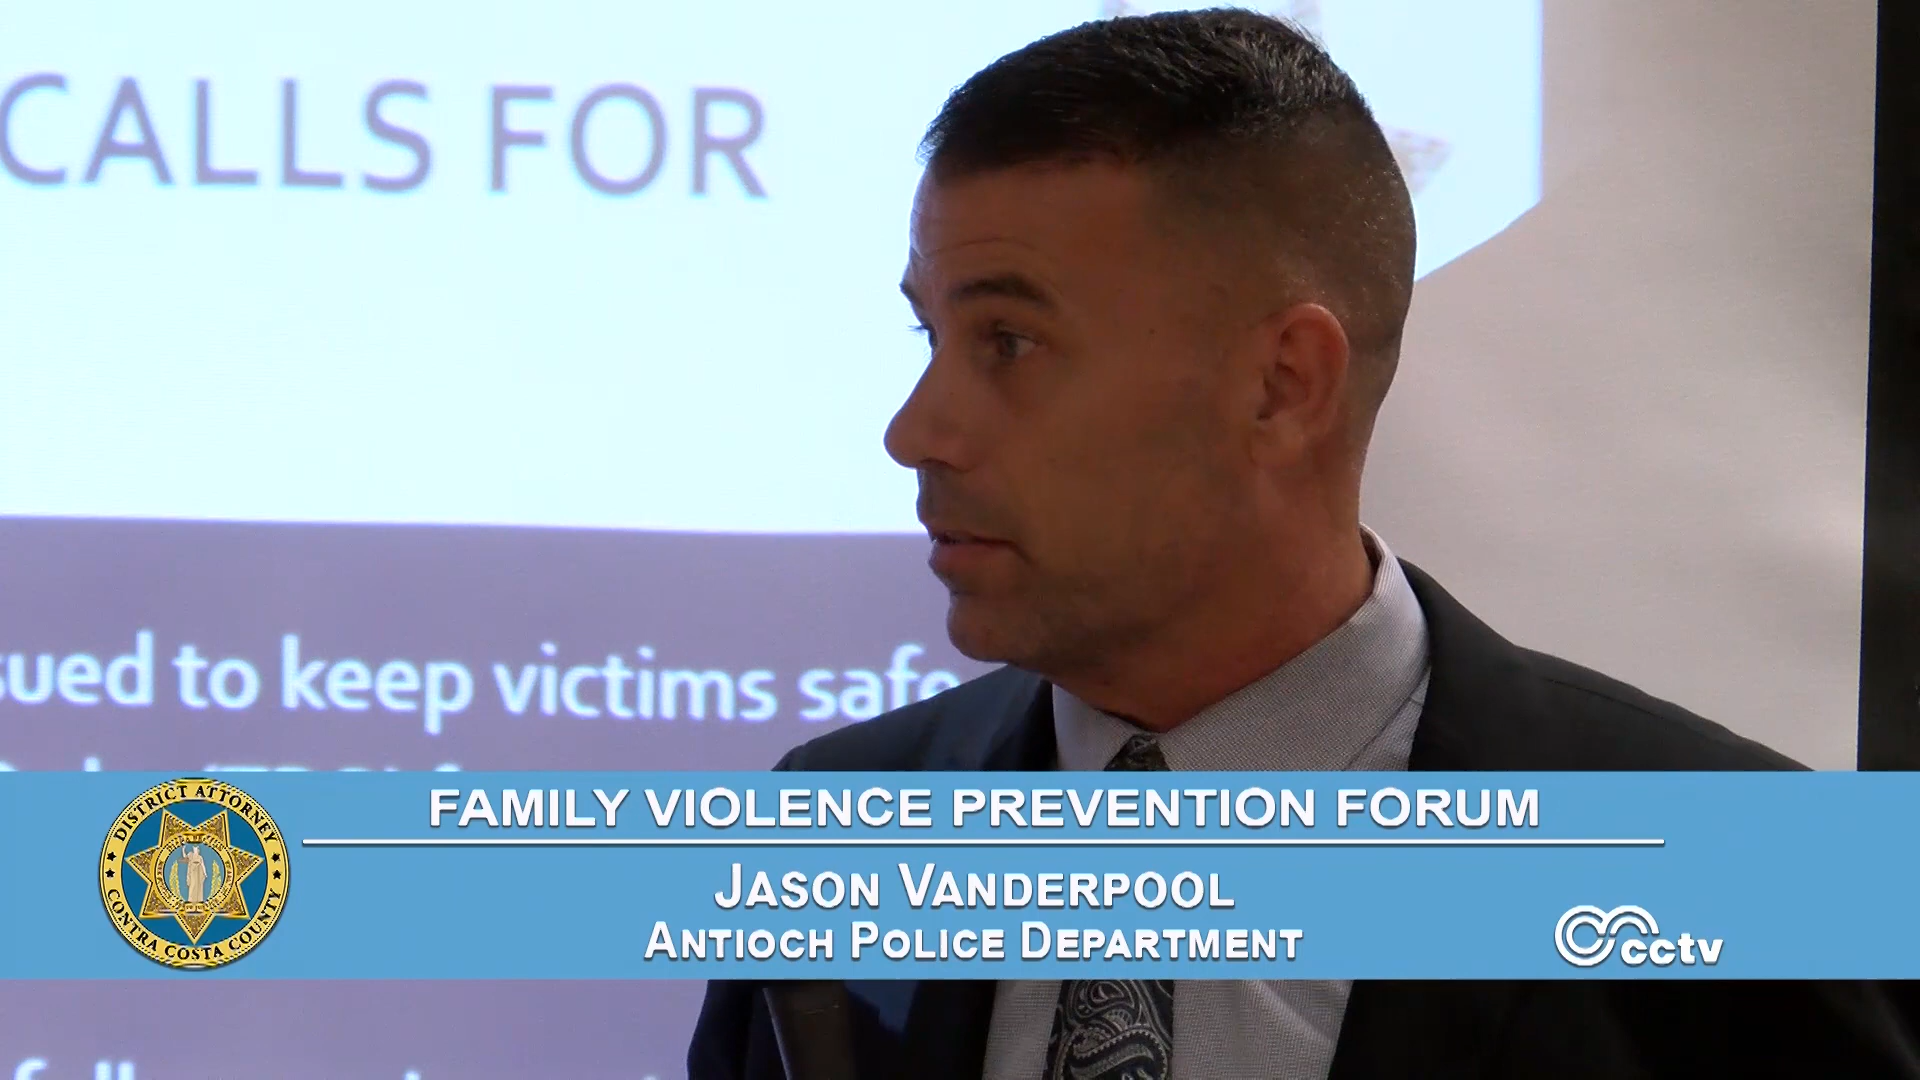 CALLS FOR
sued to keep victims safe
FAMILY VIOLENCE PREVENTION FORUM
JASON VANDERPOOL
ANTIOCH POLICE DEPARTMENT
DISTRICT ATTORNEY
CONTRA COSTA COUNTY
cctv